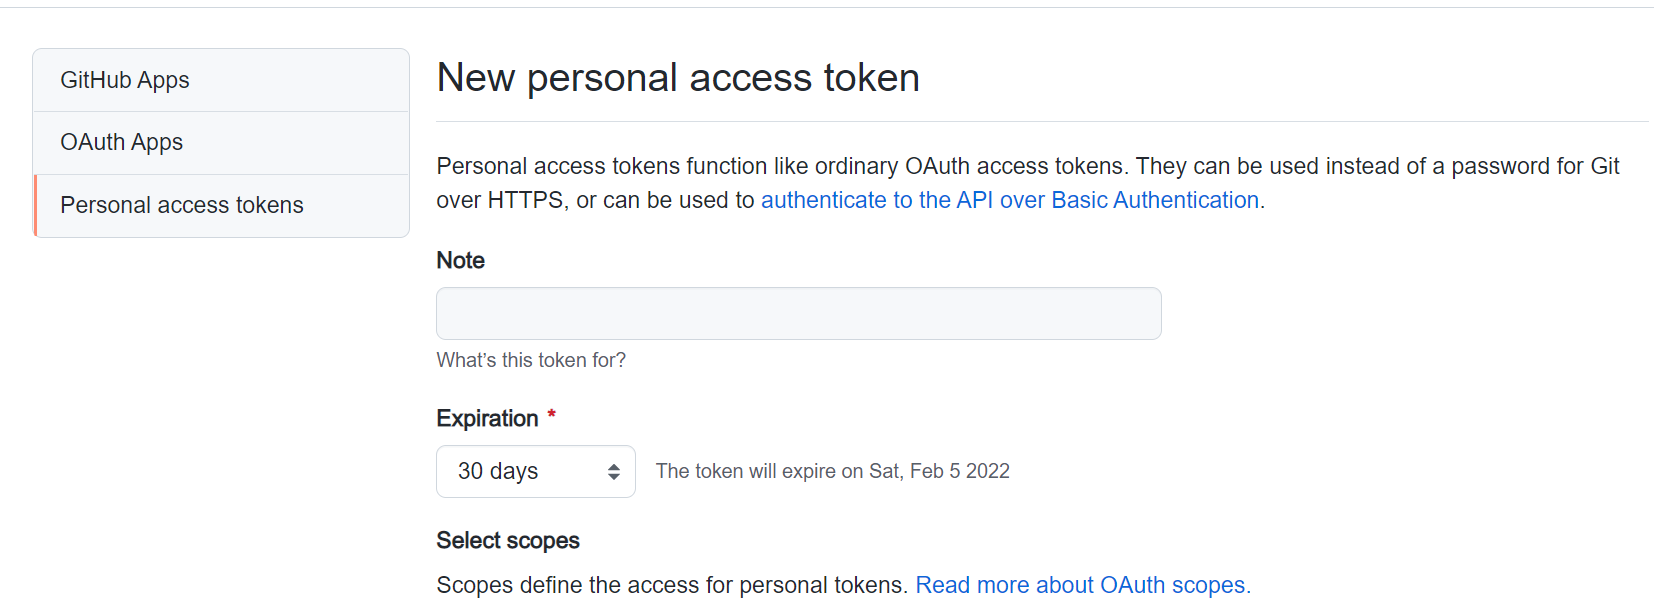 GitHub Apps
OAuth Apps
Personal access tokens
New personal access token
Personal access tokens function like ordinary OAuth access tokens. They can be used instead of a password for Git
over HTTPS, or can be used to authenticate to the API over Basic Authentication.
Note
What's this token for?
Expiration *
30 days
The token will expire on Sat, Feb 5 2022
Select scopes
Scopes define the access for personal tokens. Read more about OAuth scopes.